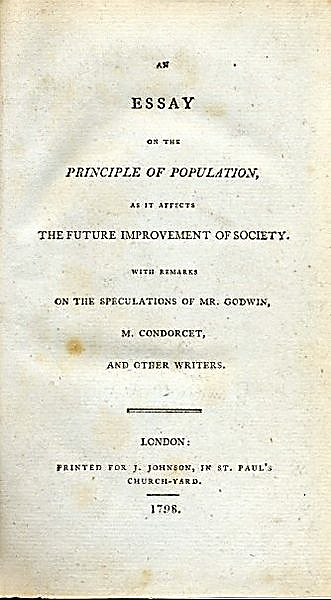 AN
ESSAY
ON THE
PRINCIPLE OF POPULATION,
AS IT AFFECTS
THE FUTURE IMPROVEMENT OF SOCIETY.
WITH REMARKS
ON THE SPECULATIONS OF MR. GODWIN,
M. CONDORCET,
AND OTHER WRITERS.
LONDON:
PRINTED FOR J. JOHNSON, IN ST. PAUL'S
CHURCH-YARD.
1798.